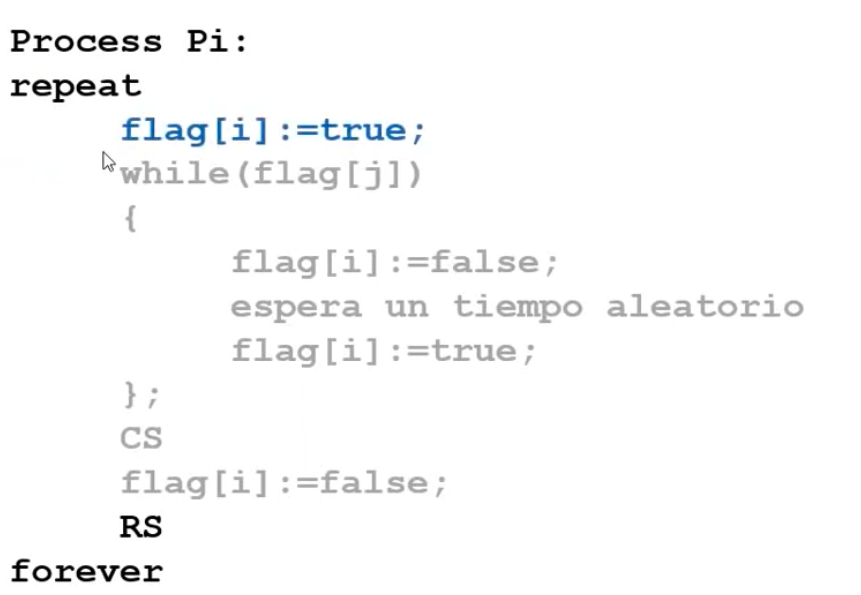 Process Pi:
repeat
flag[i]:=true;
while(flag[j])
{
flag[i]:=false;
espera un tiempo aleatorio
flag[i]:=true;
};
CS
flag[i]:=false;
RS
forever